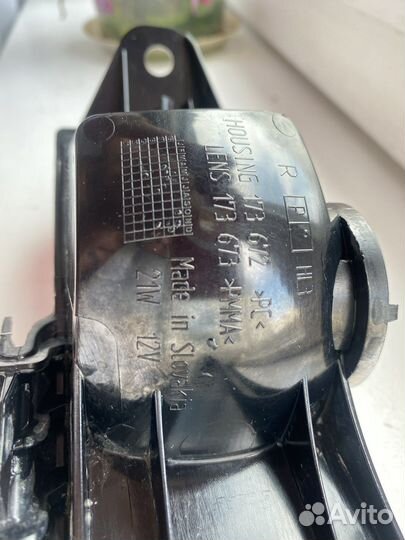 HOUSING 173 672 >PC<
LENS 173 673 >PMMA<
Made in Slovakia
21W 12V
R
Avito